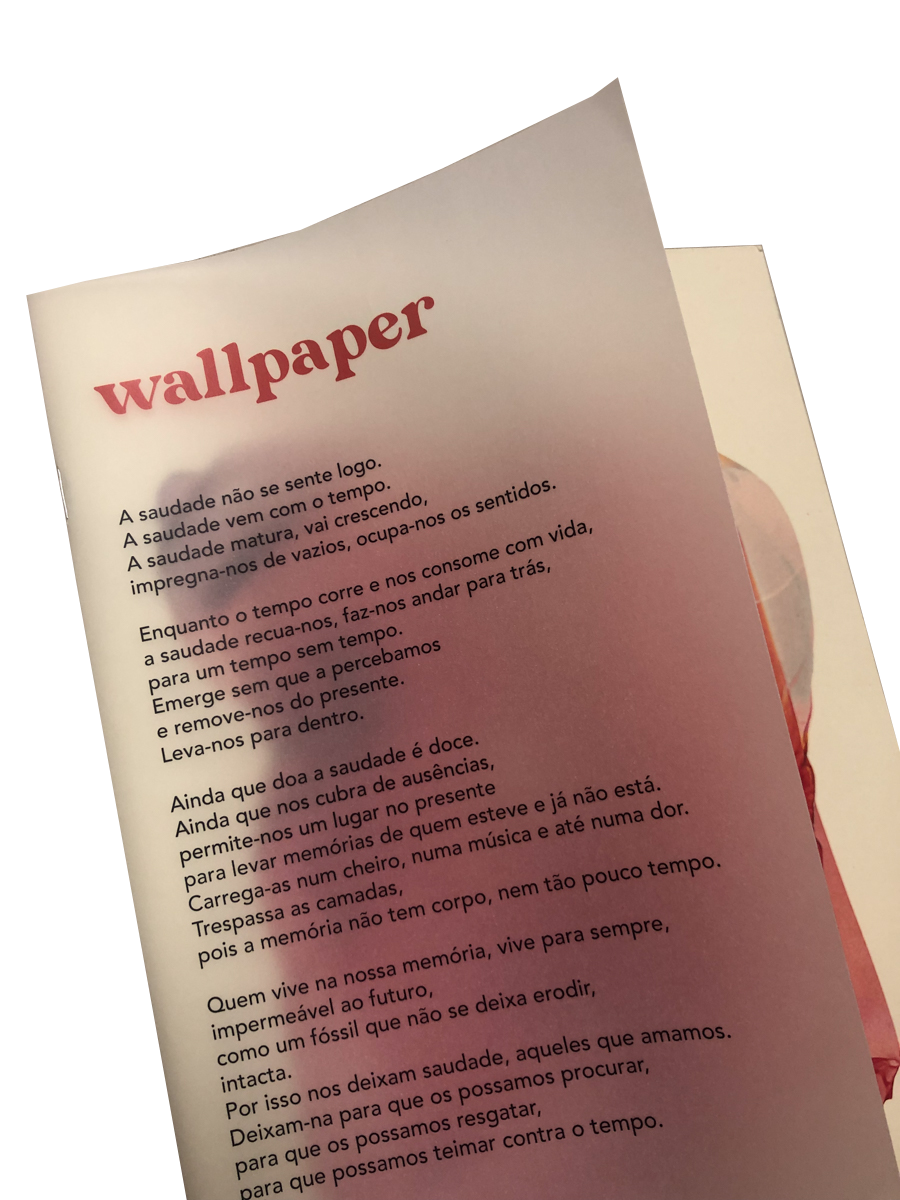 wallpaper
A saudade não se sente logo.
A saudade vem com o tempo.
A saudade matura, vai crescendo,
impregna-nos de vazios, ocupa-nos os sentidos.
Enquanto o tempo corre e nos consome com vida,
a saudade recua-nos, faz-nos andar para trás,
para um tempo sem tempo.
Emerge sem que a percebamos
e remove-nos do presente.
Leva-nos para dentro.
Ainda que doa a saudade é doce.
Ainda que nos cubra de ausências,
permite-nos um lugar no presente
para levar memórias de quem esteve e já não está.
Carrega-as num cheiro, numa música e até numa dor.
Trespassa as camadas,
pois a memória não tem corpo, nem tão pouco tempo.
Quem vive na nossa memória, vive para sempre,
impermeável ao futuro,
como um fóssil que não se deixa erodir,
intacta.
Por isso nos deixam saudade, aqueles que amamos.
Deixam-na para que os possamos procurar,
para que os possamos resgatar,
para que possamos teimar contra o tempo.